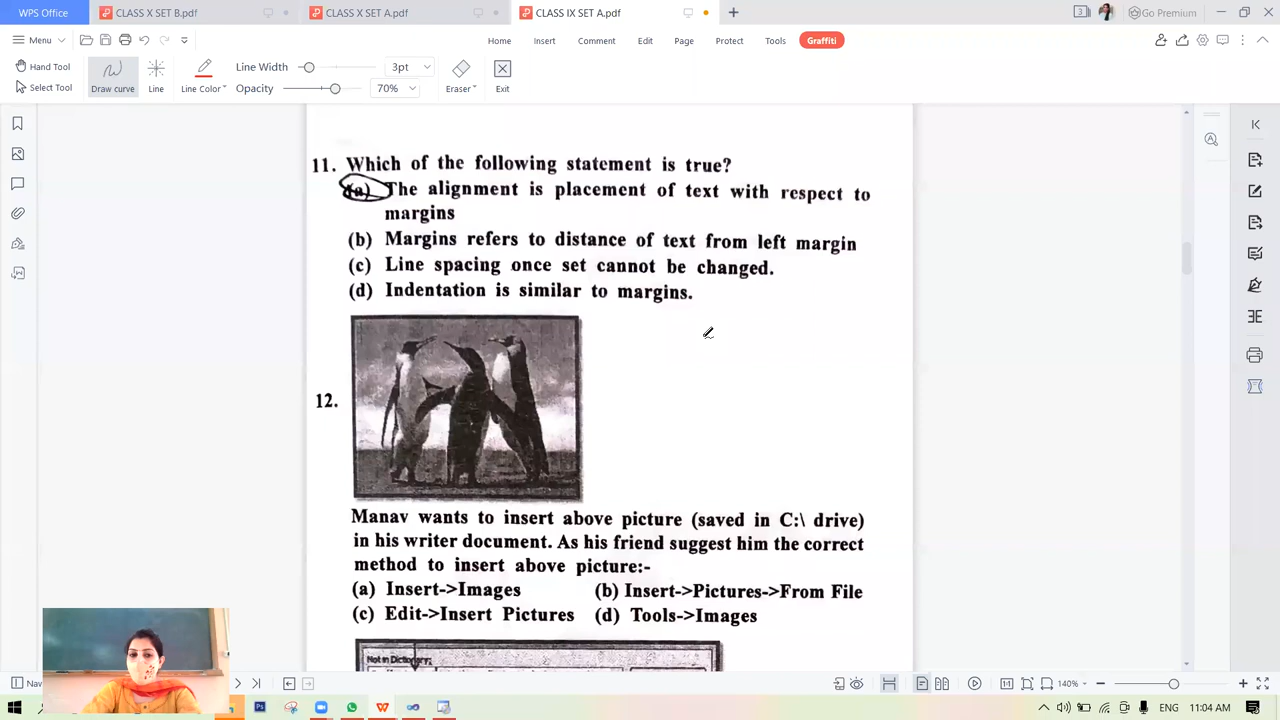 WPS Office
CLASS X SET B.pdf
CLASS X SET A.pdf
CLASS IX SET A.pdf
Go Premium
Menu
Home
Insert
Comment
Edit
Page
Protect
Tools
Graffiti
Hand Tool
Select Tool
Draw curve
Line
Line Color
Line Width
3pt
Opacity
70%
Eraser
Exit
11. Which of the following statement is true?
(a) The alignment is placement of text with respect to
margins
(b) Margins refers to distance of text from left margin
(c) Line spacing once set cannot be changed.
(d) Indentation is similar to margins.
12.
Manav wants to insert above picture (saved in C:\ drive)
in his writer document. As his friend suggest him the correct
method to insert above picture:-
(a) Insert->Images (b) Insert->Pictures->From File
(c) Edit->Insert Pictures (d) Tools->Images
Not in Dictionary
Nav
140%
ENG
11:04 AM